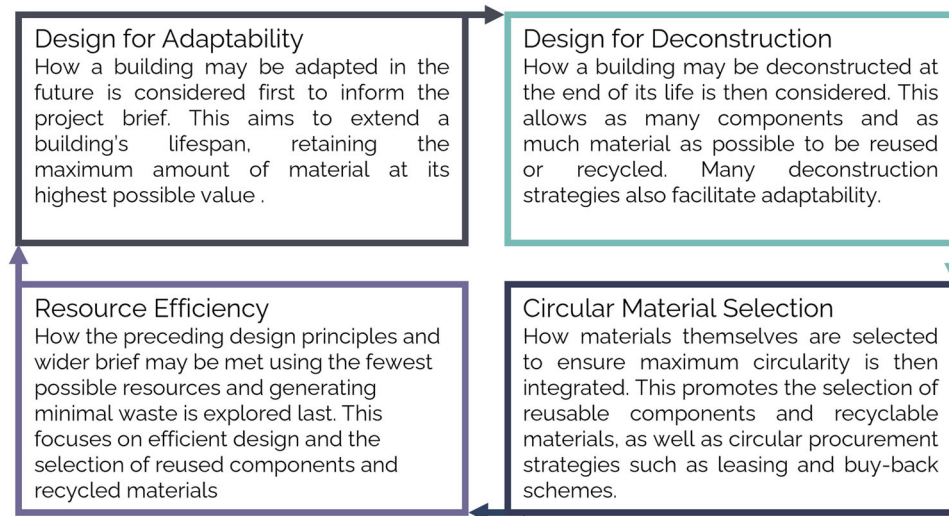 Design for Adaptability
How a building may be adapted in the
future is considered first to inform the
project brief. This aims to extend a
building's lifespan, retaining the
maximum amount of material at its
highest possible value .
Design for Deconstruction
How a building may be deconstructed at
the end of its life is then considered. This
allows as many components and as
much material as possible to be reused
or recycled. Many deconstruction
strategies also facilitate adaptability.
Circular Material Selection
How materials themselves are selected
to ensure maximum circularity is then
integrated. This promotes the selection of
reusable components and recyclable
materials, as well as circular procurement
strategies such as leasing and buy-back
schemes.
Resource Efficiency
How the preceding design principles and
wider brief may be met using the fewest
possible resources and generating
minimal waste is explored last. This
focuses on efficient design and the
selection of reused components and
recycled materials